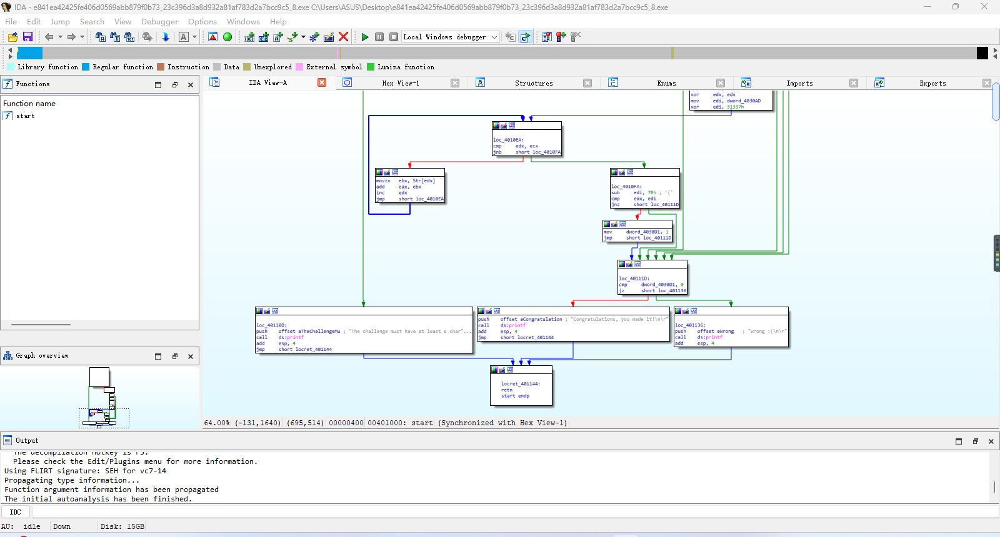 IDA - e841ea42425fe406d0569abb879f0b73_23c396d3a8d932a81af783d2a7bcc9c5_8.exe C:\Users\ASUS\Desktop\e841ea42425fe406d0569abb879f0b73_23c396d3a8d932a81af783d2a7bcc9c5_8.exe
File Edit Jump Search View Debugger Options Windows Help
Local Windows debugger
Library function Regular function Instruction Data Unexplored External symbol Lumina function
Functions
IDA View-A Hex View-1 Structures Enums Imports Exports
Function name
start
xor edx, edx
mov edi, dword_4030AD
xor edi, 31337h
loc_4010EA:
cmp edx, ecx
jnb short loc_4010FA
movzx ebx, Str[edx]
add eax, ebx
inc edx
jmp short loc_4010EA
loc_4010FA:
sub edi, 7Bh ; '{'
cmp eax, edi
jnz short loc_40111D
mov dword_4030D1, 1
jmp short loc_40111D
loc_40111D:
cmp dword_4030D1, 0
jz short loc_401136
loc_40110D:
push offset aTheChallengeMu ; "The challenge must have at least 6 char"...
call ds:printf
add esp, 4
jmp short locret_401144
push offset aCongratulation ; "Congratulations, you made it!\n\r"
call ds:printf
add esp, 4
jmp short locret_401144
loc_401136:
push offset aWrong ; "Wrong :(\n\r"
call ds:printf
add esp, 4
locret_401144:
retn
start endp
Graph overview
64.00% (-131,1640) (695,514) 00000400 00401000: start (Synchronized with Hex View-1)
Output
The decompilation hotkey is F5.
Please check the Edit/Plugins menu for more information.
Using FLIRT signature: SEH for vc7-14
Propagating type information...
Function argument information has been propagated
The initial autoanalysis has been finished.
IDC
AU: idle Down Disk: 15GB